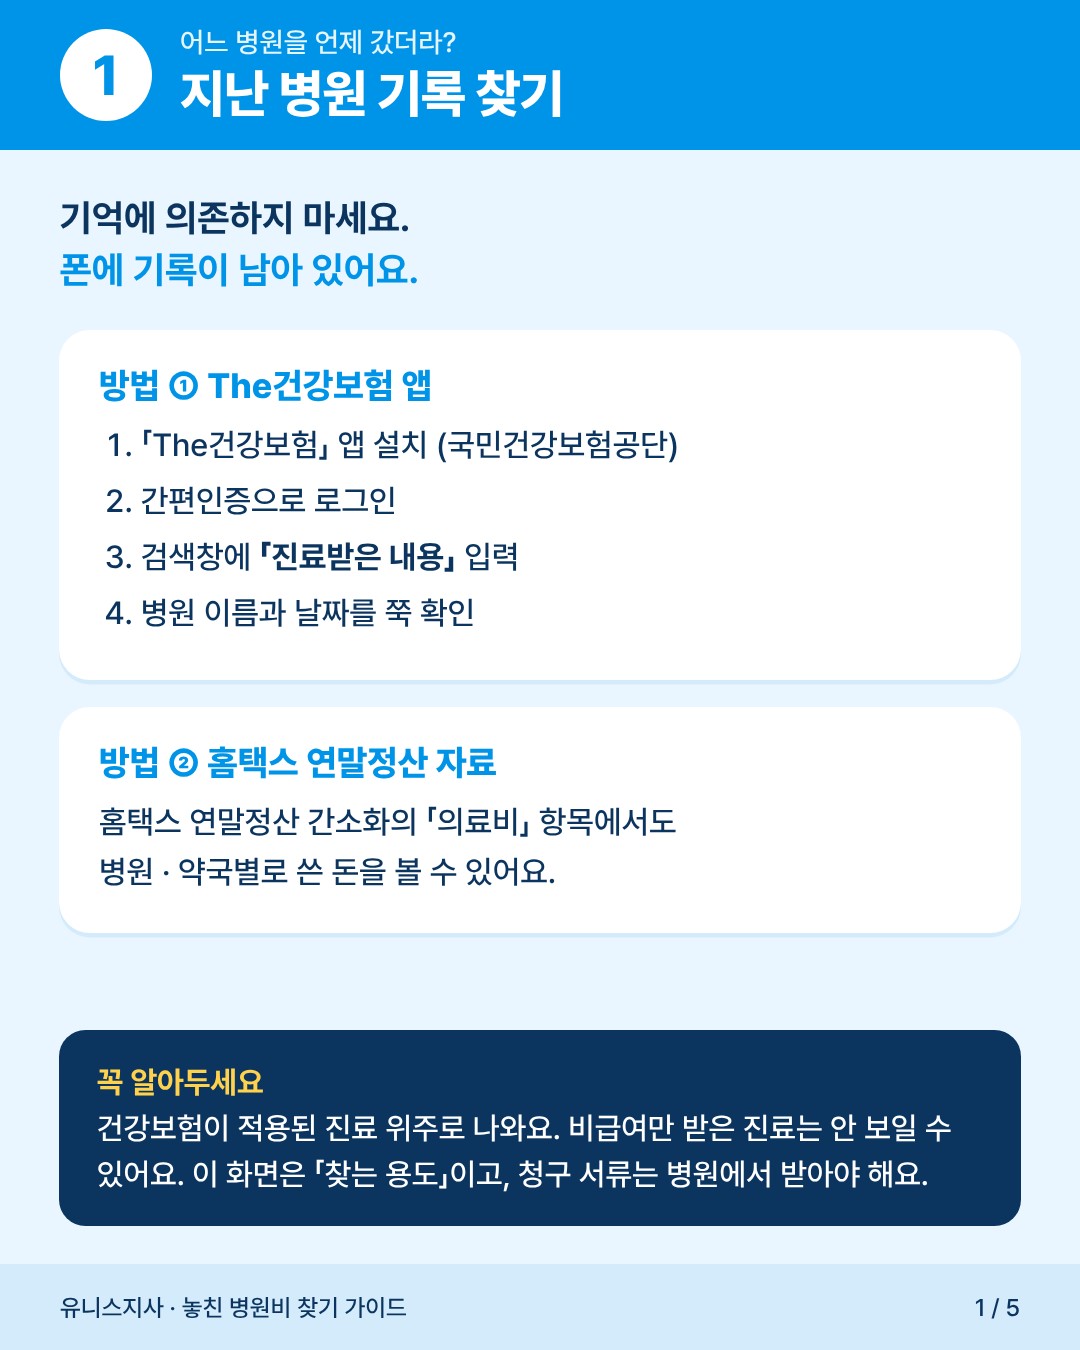 1
어느 병원을 언제 갔더라?
지난 병원 기록 찾기
기억에 의존하지 마세요.
폰에 기록이 남아 있어요.
방법 ① The건강보험 앱
1. 「The건강보험」 앱 설치 (국민건강보험공단)
2. 간편인증으로 로그인
3. 검색창에 「진료받은 내용」 입력
4. 병원 이름과 날짜를 쭉 확인
방법 ② 홈택스 연말정산 자료
홈택스 연말정산 간소화의 「의료비」 항목에서도
병원 · 약국별로 쓴 돈을 볼 수 있어요.
꼭 알아두세요
건강보험이 적용된 진료 위주로 나와요. 비급여만 받은 진료는 안 보일 수
있어요. 이 화면은 「찾는 용도」이고, 청구 서류는 병원에서 받아야 해요.
유니스지사 · 놓친 병원비 찾기 가이드
1 / 5